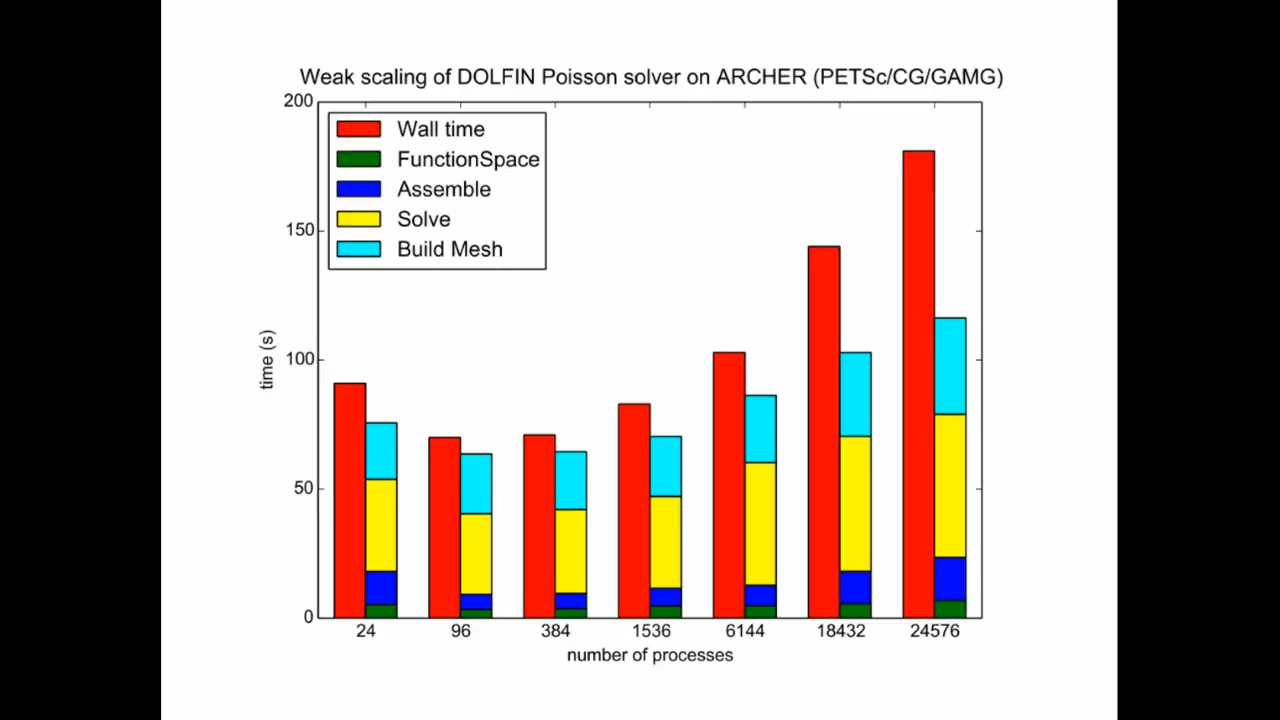 Weak scaling of DOLFIN Poisson solver on ARCHER (PETSc/CG/GAMG)
200
150
100
50
0
time (s)
Wall time
FunctionSpace
Assemble
Solve
Build Mesh
24 96 384 1536 6144 18432 24576
number of processes